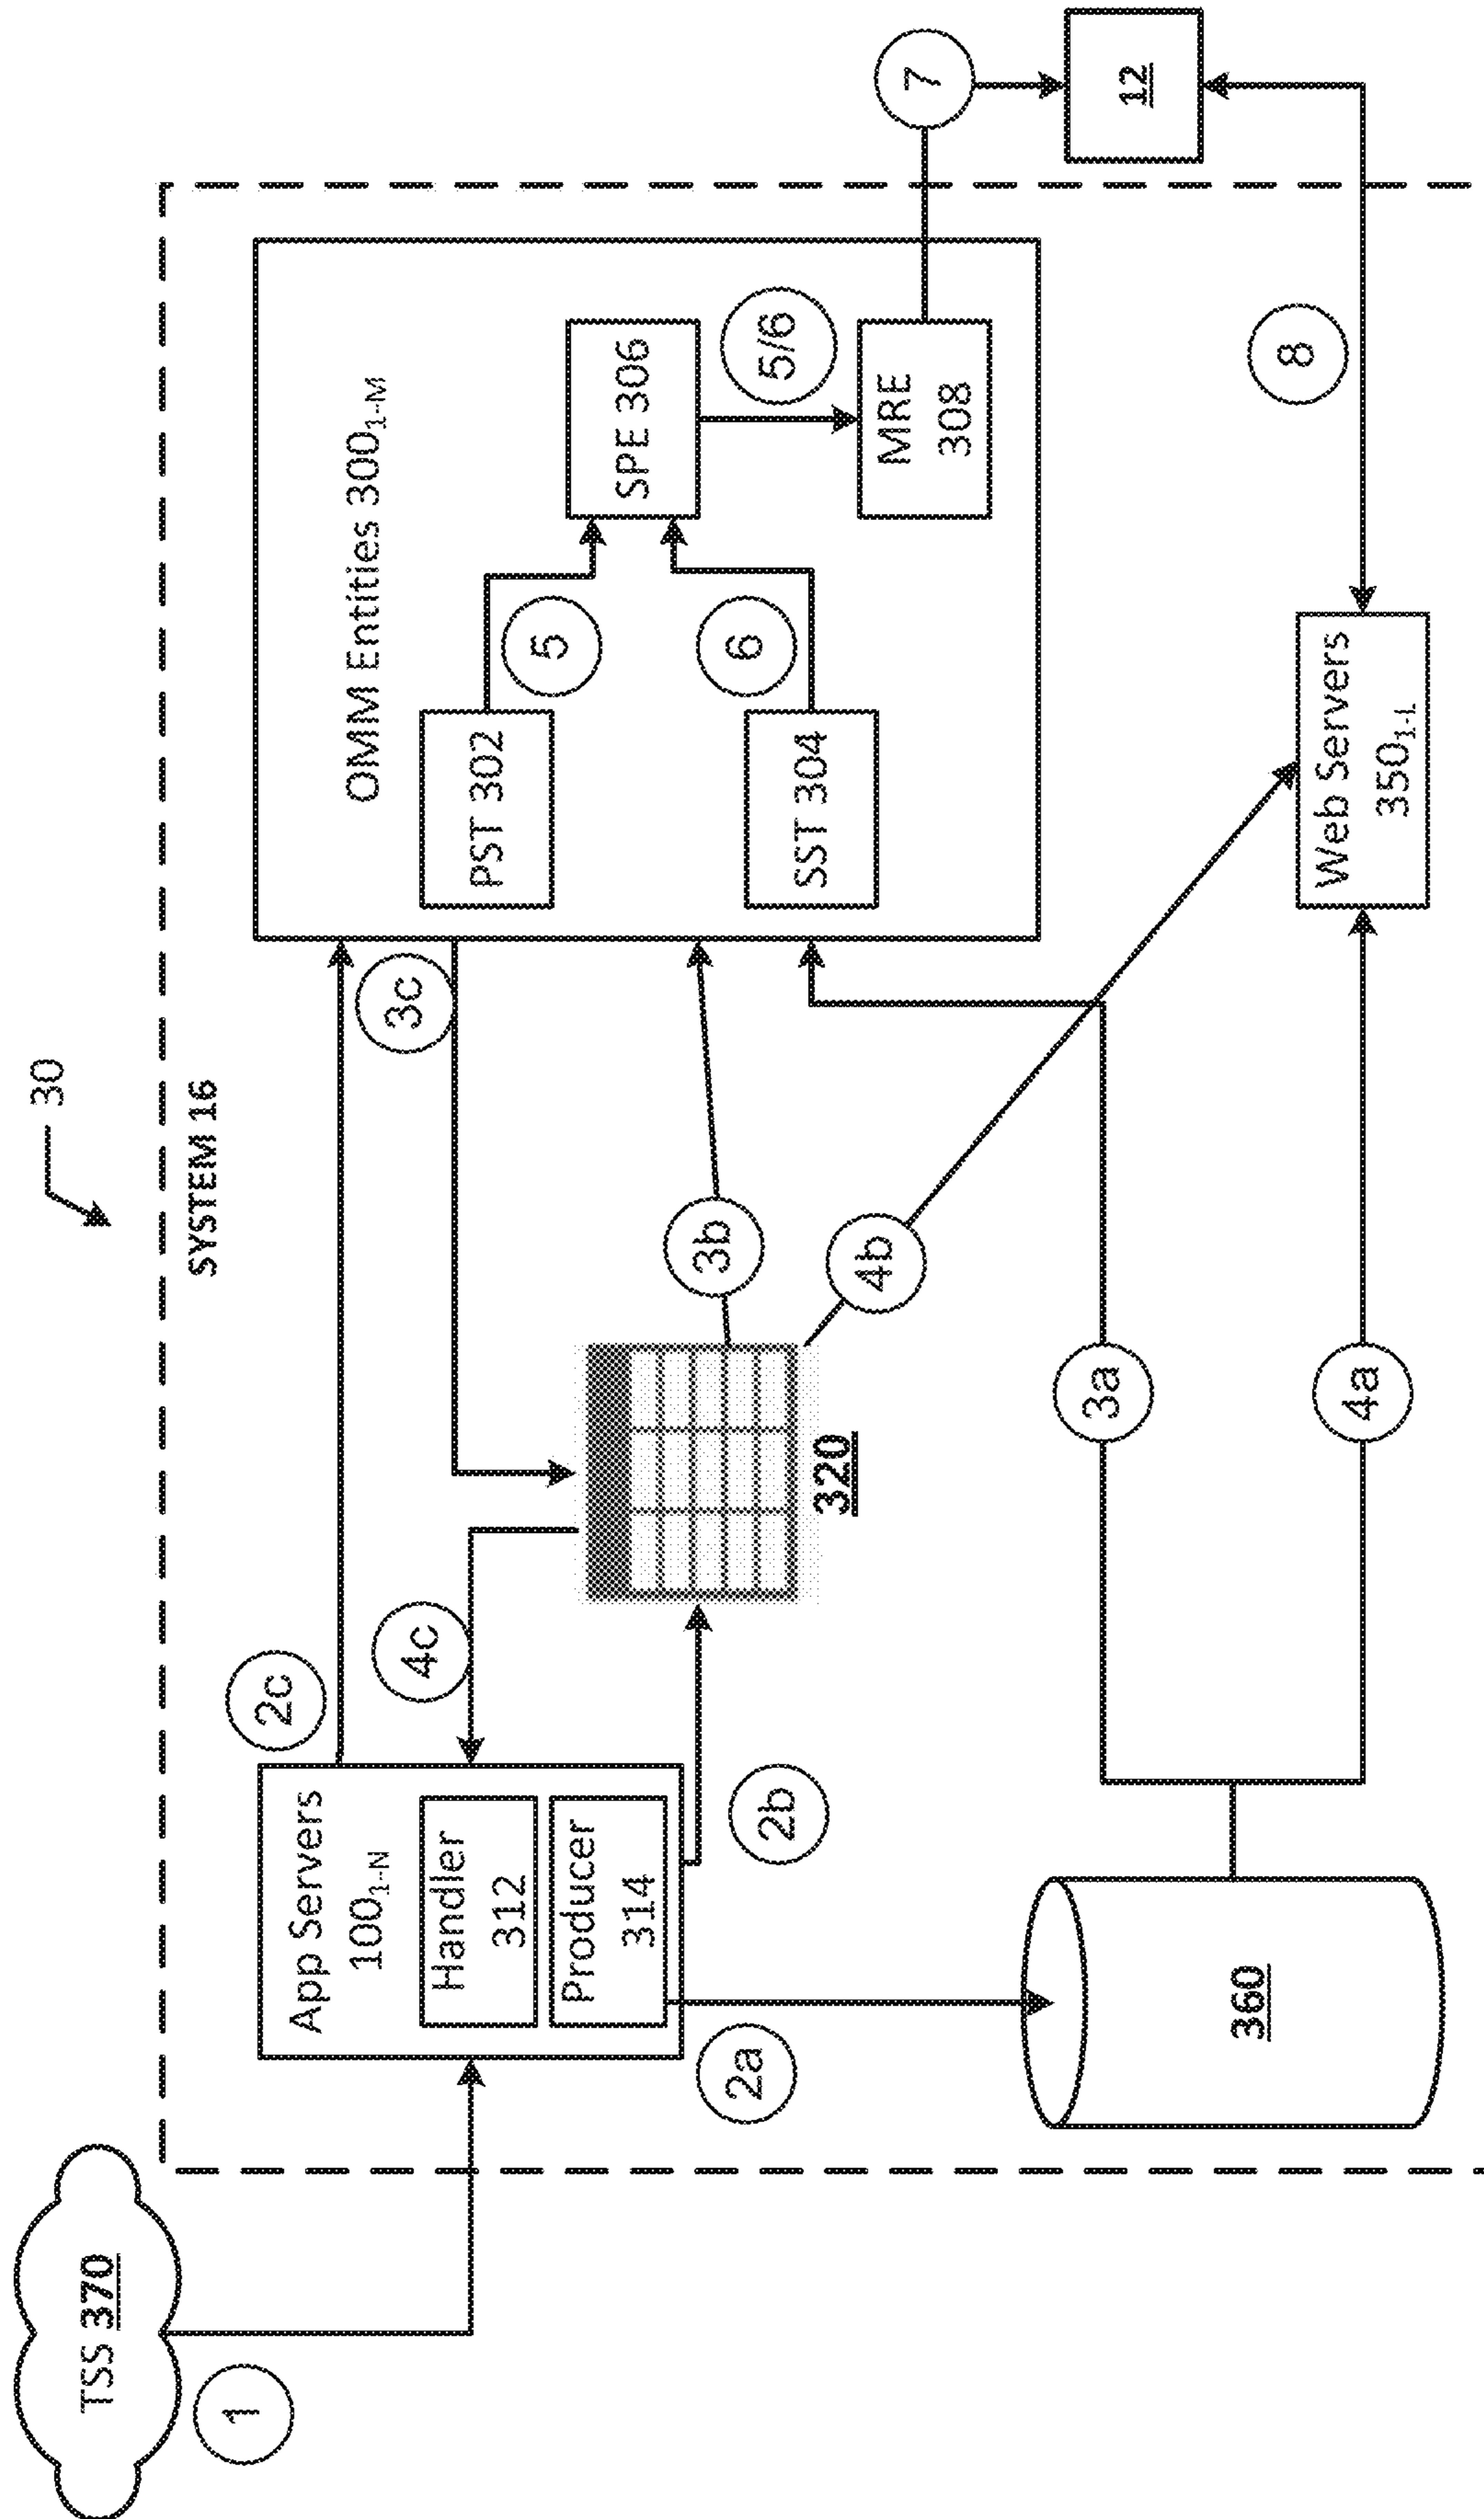 30
SYSTEM 16
TSS 370
1
App Servers
100₁₋N
Handler
312
Producer
314
2a
2b
2c
4c
3c
320
3b
4b
360
3a
4a
OMM Entities 300₁₋M
PST 302
5
SST 304
6
SPE 306
5/6
MRE
308
7
12
Web Servers
350₁₋L
8